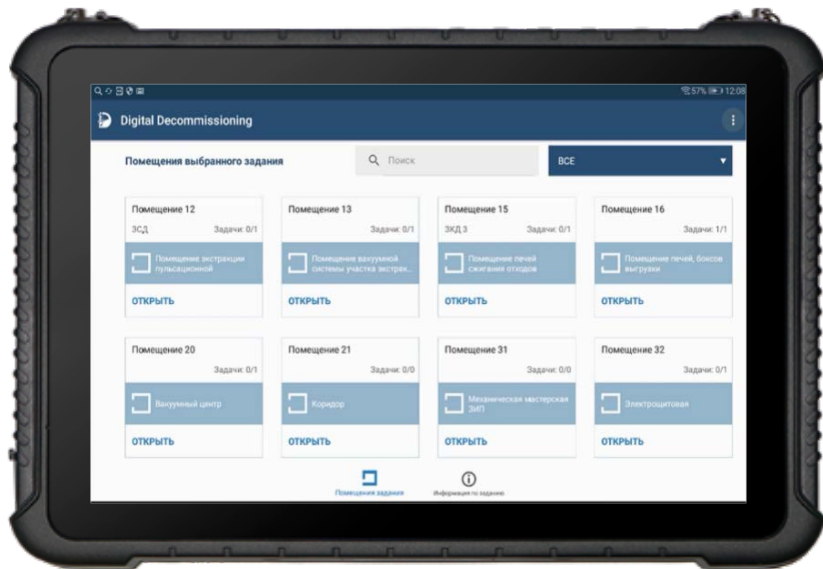 57% 12:08
Digital Decommissioning
Помещения выбранного задания
Поиск
ВСЕ
Помещение 12
ЗСД Задачи: 0/1
Помещение экстракции
пульсационной
ОТКРЫТЬ
Помещение 13
Задачи: 0/1
Помещение вакуумной
системы участка экстрак...
ОТКРЫТЬ
Помещение 15
ЗКД 3 Задачи: 0/1
Помещение печей
сжигания отходов
ОТКРЫТЬ
Помещение 16
Задачи: 1/1
Помещение печей, боксов
выгрузки
ОТКРЫТЬ
Помещение 20
Задачи: 0/1
Вакуумный центр
ОТКРЫТЬ
Помещение 21
Задачи: 0/0
Коридор
ОТКРЫТЬ
Помещение 31
Задачи: 0/0
Механическая мастерская
ЗИП
ОТКРЫТЬ
Помещение 32
Задачи: 0/1
Электрощитовая
ОТКРЫТЬ
Помещения задания
Информация по заданию